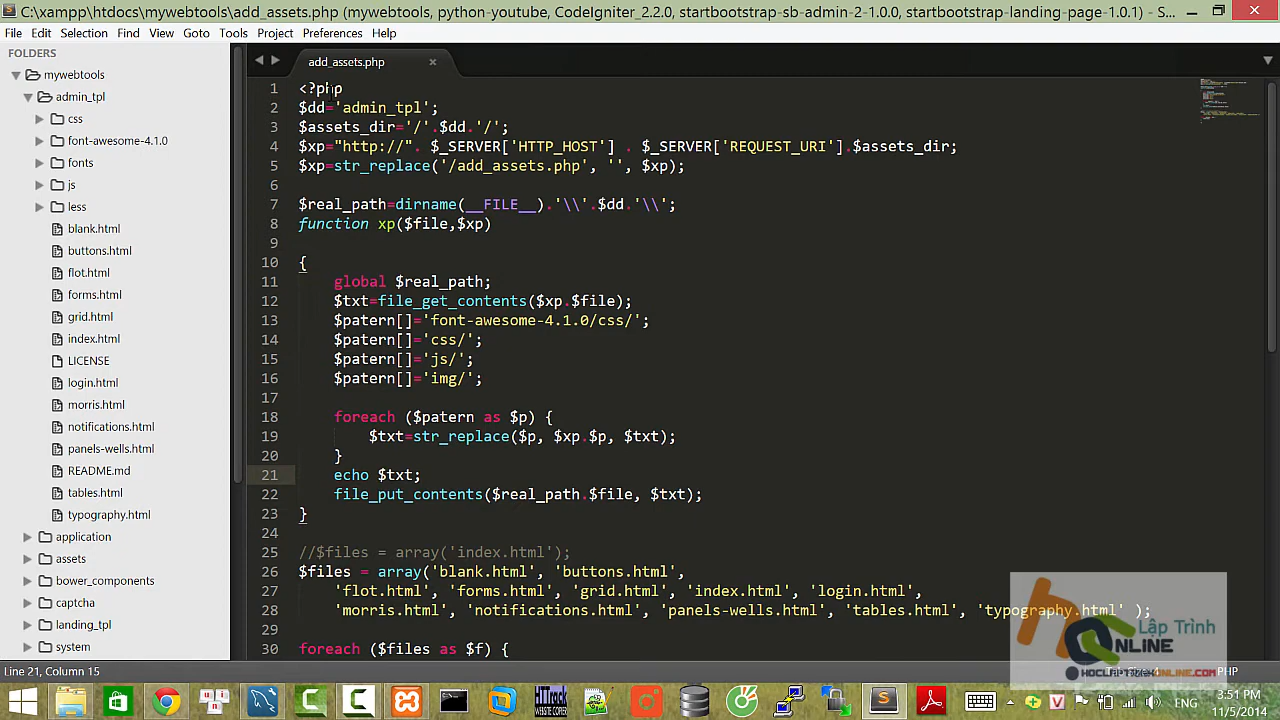 C:\xampp\htdocs\mywebtools\add_assets.php (mywebtools, python-youtube, CodeIgniter_2.2.0, startbootstrap-sb-admin-2-1.0.0, startbootstrap-landing-page-1.0.1) - S...
File Edit Selection Find View Goto Tools Project Preferences Help
FOLDERS
mywebtools
admin_tpl
css
font-awesome-4.1.0
fonts
js
less
blank.html
buttons.html
flot.html
forms.html
grid.html
index.html
LICENSE
login.html
morris.html
notifications.html
panels-wells.html
README.md
tables.html
typography.html
application
assets
bower_components
captcha
landing_tpl
system
add_assets.php
1 <?php
2 $dd='admin_tpl';
3 $assets_dir='/'.$dd.'/';
4 $xp="http://". $_SERVER['HTTP_HOST'] . $_SERVER['REQUEST_URI'].$assets_dir;
5 $xp=str_replace('/add_assets.php', '', $xp);
6
7 $real_path=dirname(__FILE__).'\\'.$dd.'\\';
8 function xp($file,$xp)
9
10 {
11 global $real_path;
12 $txt=file_get_contents($xp.$file);
13 $patern[]='font-awesome-4.1.0/css/';
14 $patern[]='css/';
15 $patern[]='js/';
16 $patern[]='img/';
17
18 foreach ($patern as $p) {
19 $txt=str_replace($p, $xp.$p, $txt);
20 }
21 echo $txt;
22 file_put_contents($real_path.$file, $txt);
23 }
24
25 //$files = array('index.html');
26 $files = array('blank.html', 'buttons.html',
27 'flot.html', 'forms.html', 'grid.html', 'index.html', 'login.html',
28 'morris.html', 'notifications.html', 'panels-wells.html', 'tables.html', 'typography.html' );
29
30 foreach ($files as $f) {
Lập Trình
ONLINE
HOCLAPTRINHONLINE.COM
Line 21, Column 15
PHP
HTTrack
WEBSITE COPIER
ENG
3:51 PM
11/5/2014